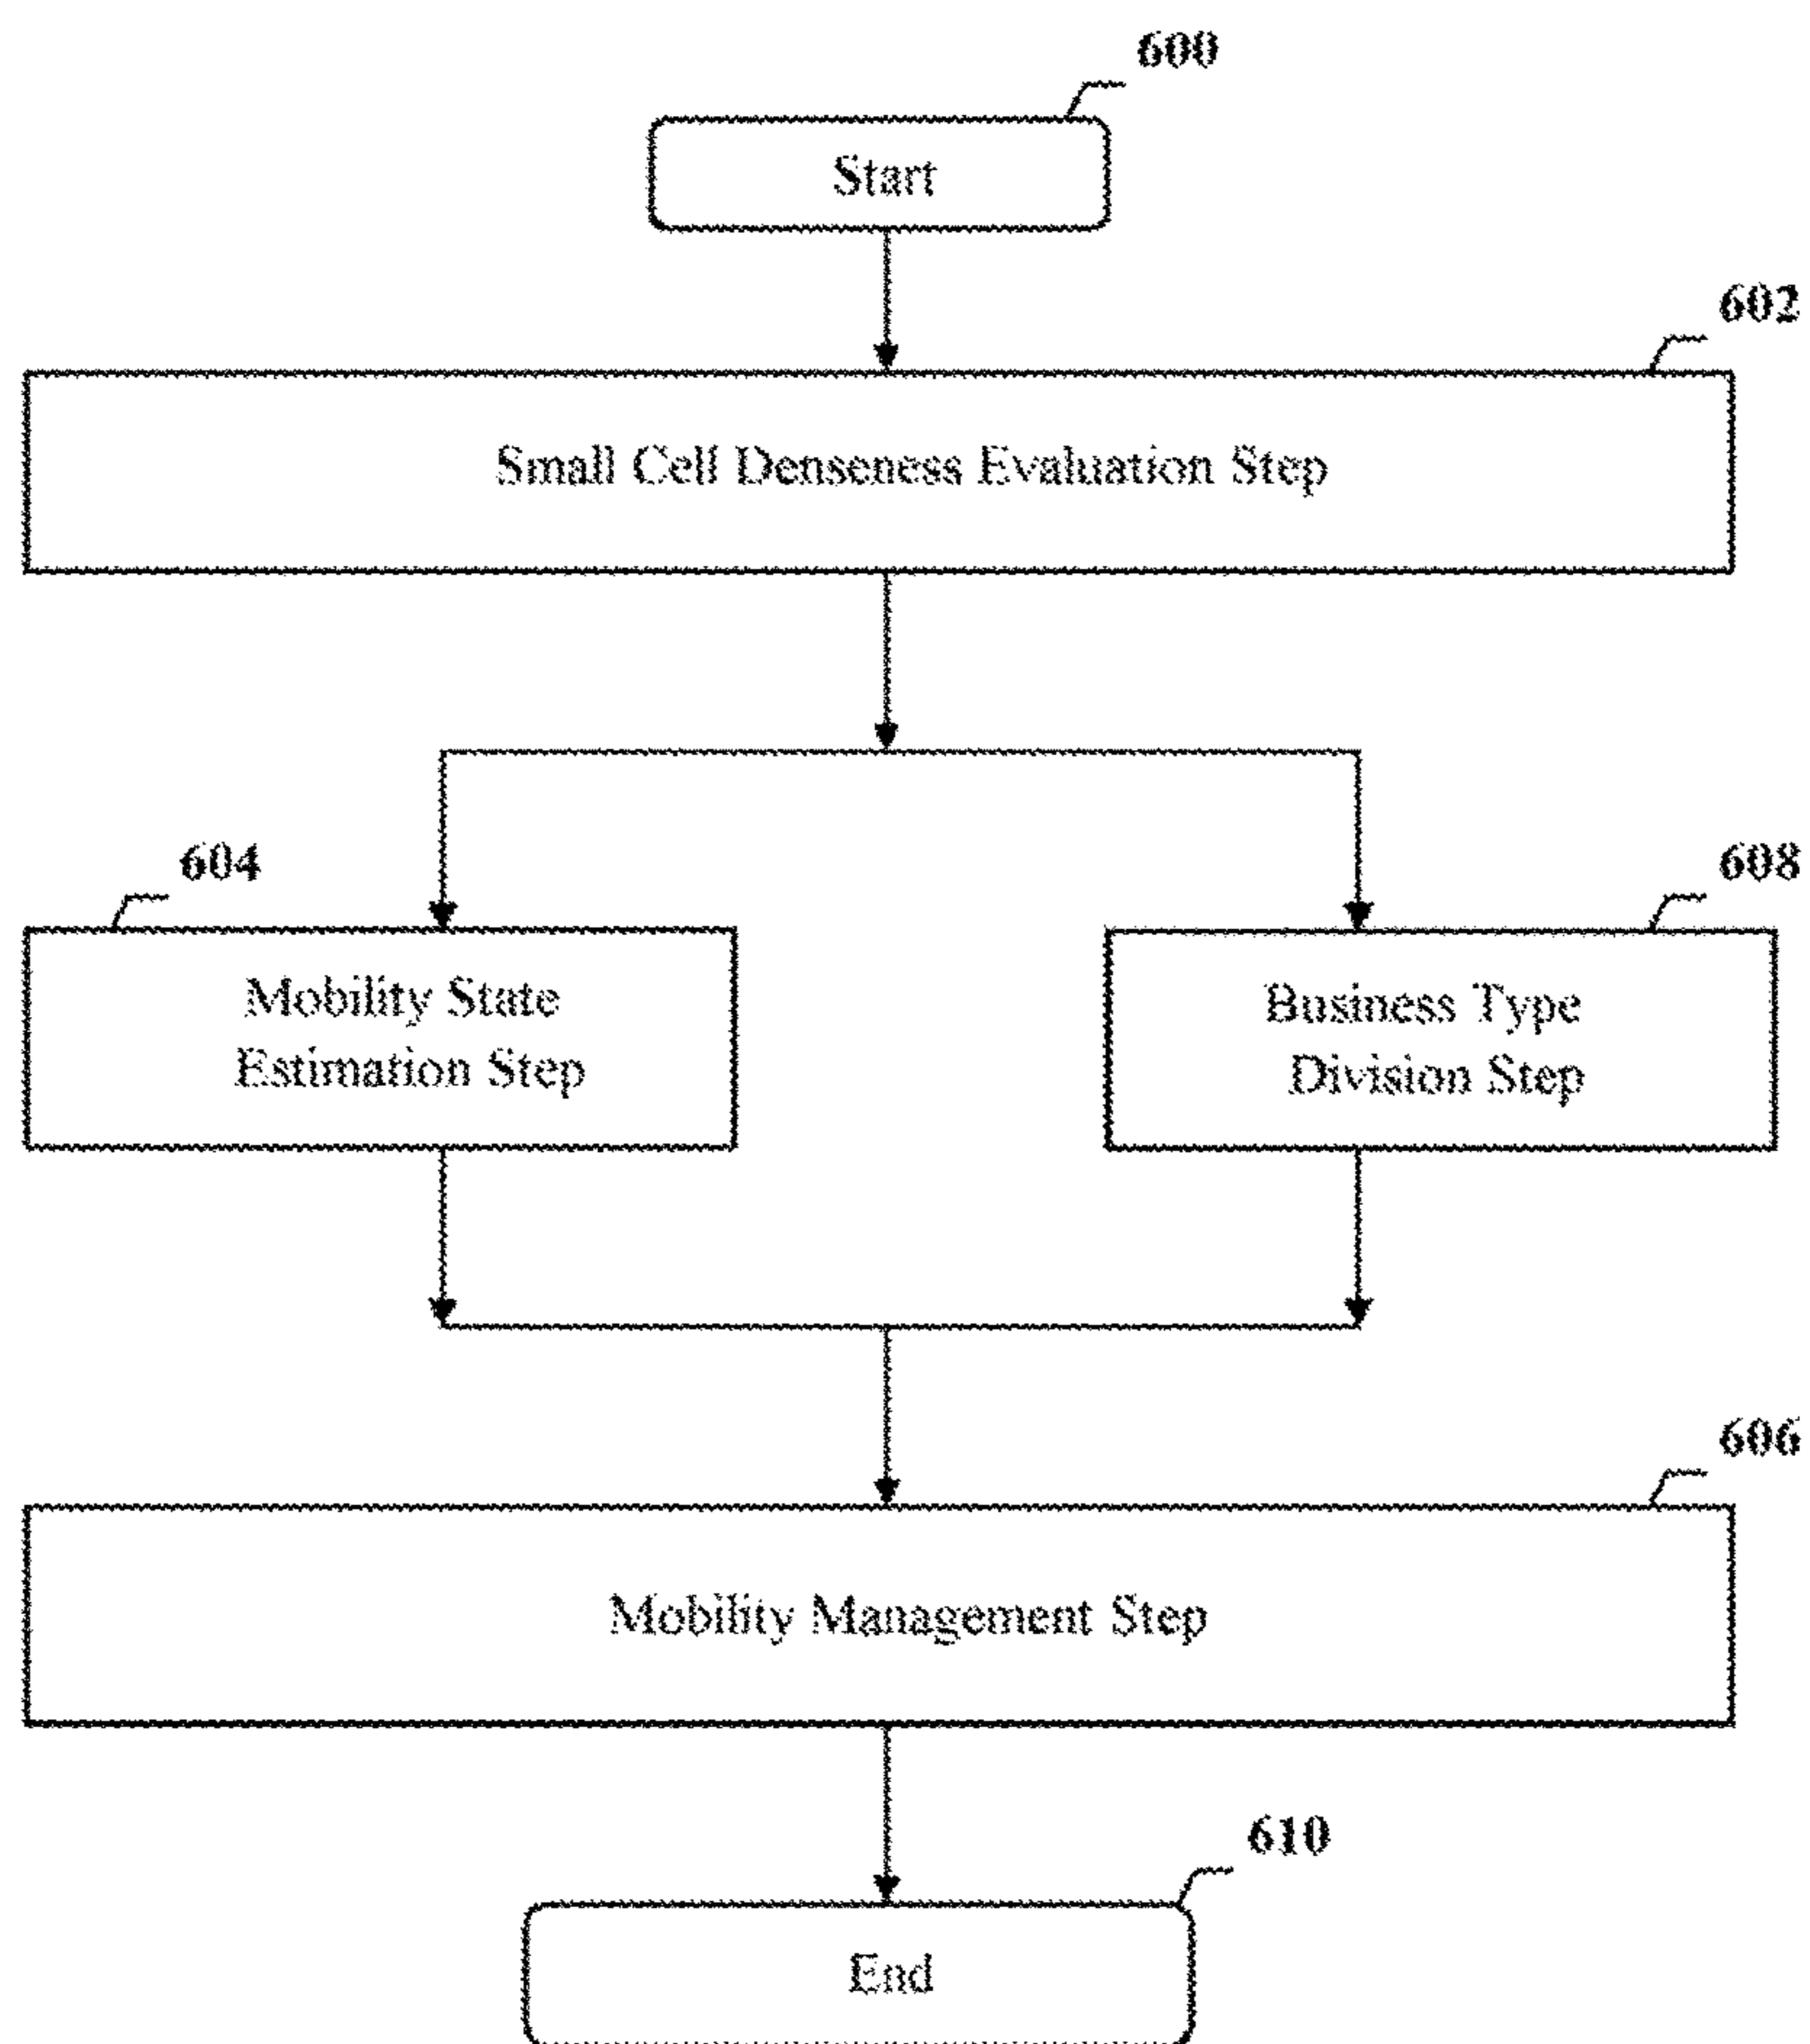 600
Start
602
Small Cell Denseness Evaluation Step
604
608
Mobility State
Estimation Step
Business Type
Division Step
606
Mobility Management Step
610
End